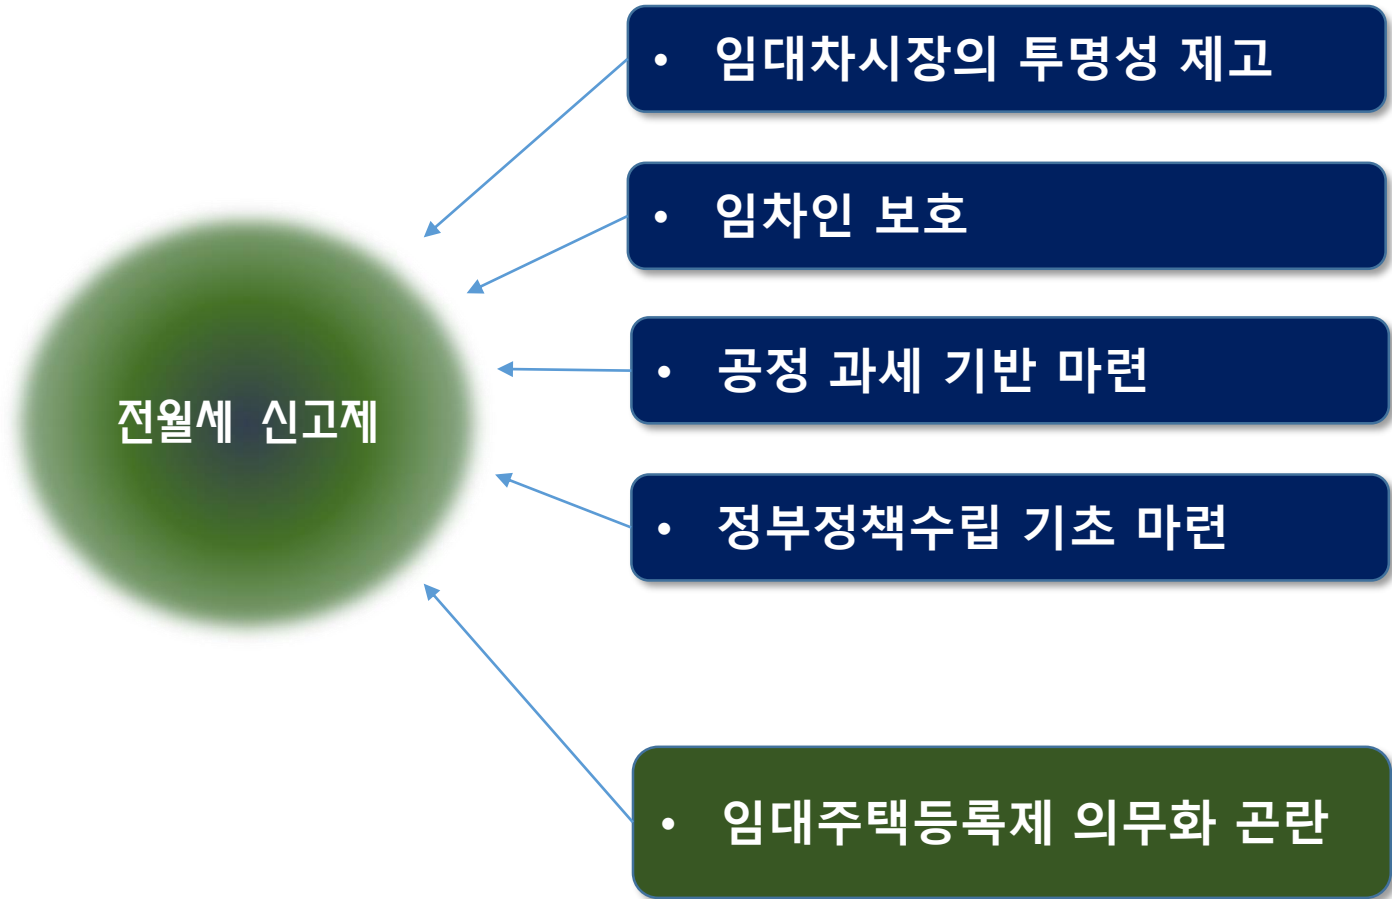 • 임대차시장의 투명성 제고
• 임차인 보호
• 공정 과세 기반 마련
전월세 신고제
• 정부정책수립 기초 마련
• 임대주택등록제 의무화 곤란